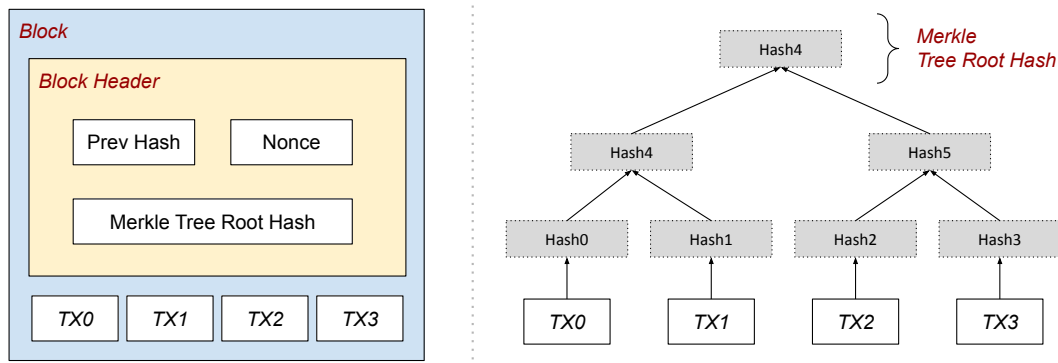 Block
Block Header
Prev Hash
Nonce
Merkle Tree Root Hash
TX0
TX1
TX2
TX3
Hash4
Merkle
Tree Root Hash
Hash4
Hash5
Hash0
Hash1
Hash2
Hash3
TX0
TX1
TX2
TX3